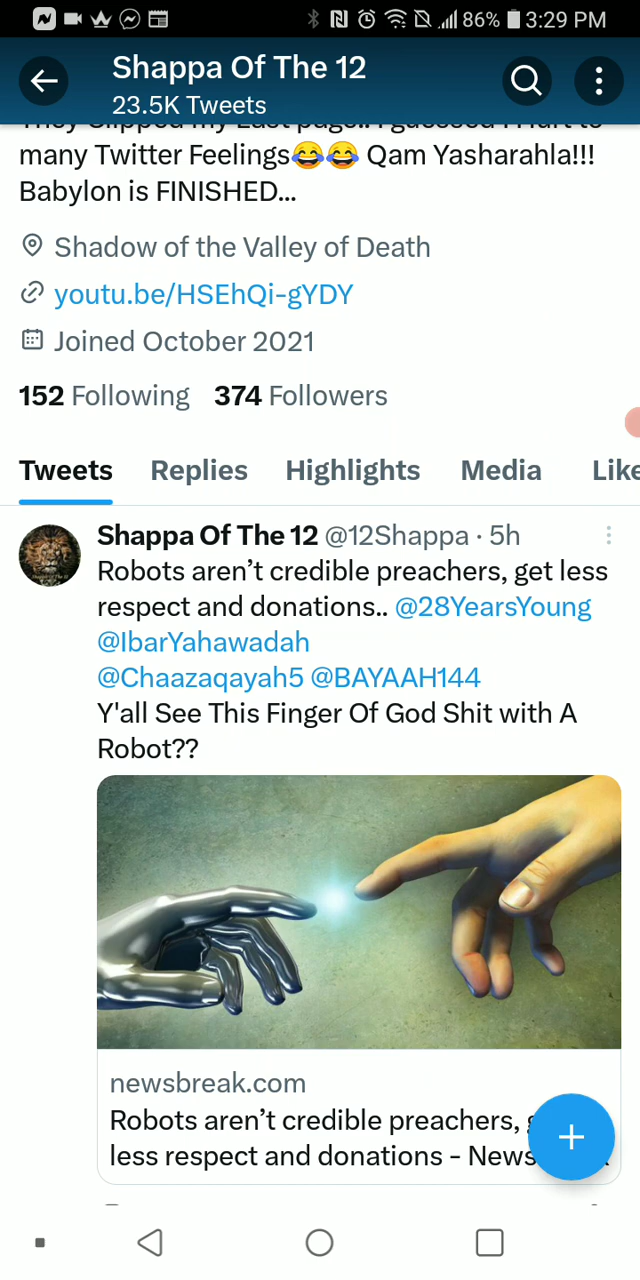 86% 3:29 PM
Shappa Of The 12
23.5K Tweets
many Twitter Feelings😂😂 Qam Yasharahla!!!
Babylon is FINISHED...
Shadow of the Valley of Death
youtu.be/HSEhQi-gYDY
Joined October 2021
152 Following 374 Followers
Tweets Replies Highlights Media Like
Shappa Of The 12 @12Shappa · 5h
Robots aren’t credible preachers, get less
respect and donations.. @28YearsYoung
@IbarYahawadah
@Chaazaqayah5 @BAYAAH144
Y'all See This Finger Of God Shit with A
Robot??
newsbreak.com
Robots aren’t credible preachers,
less respect and donations - News